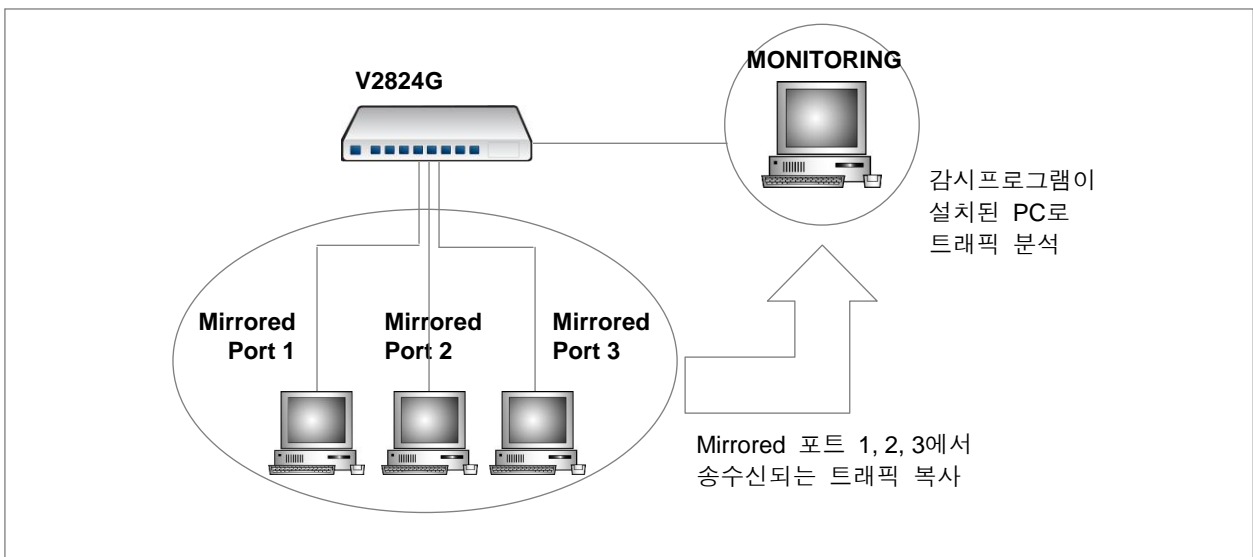 V2824G
MONITORING
감시프로그램이
설치된 PC로
트래픽 분석
Mirrored
Port 1
Mirrored
Port 2
Mirrored
Port 3
Mirrored 포트 1, 2, 3에서
송수신되는 트래픽 복사